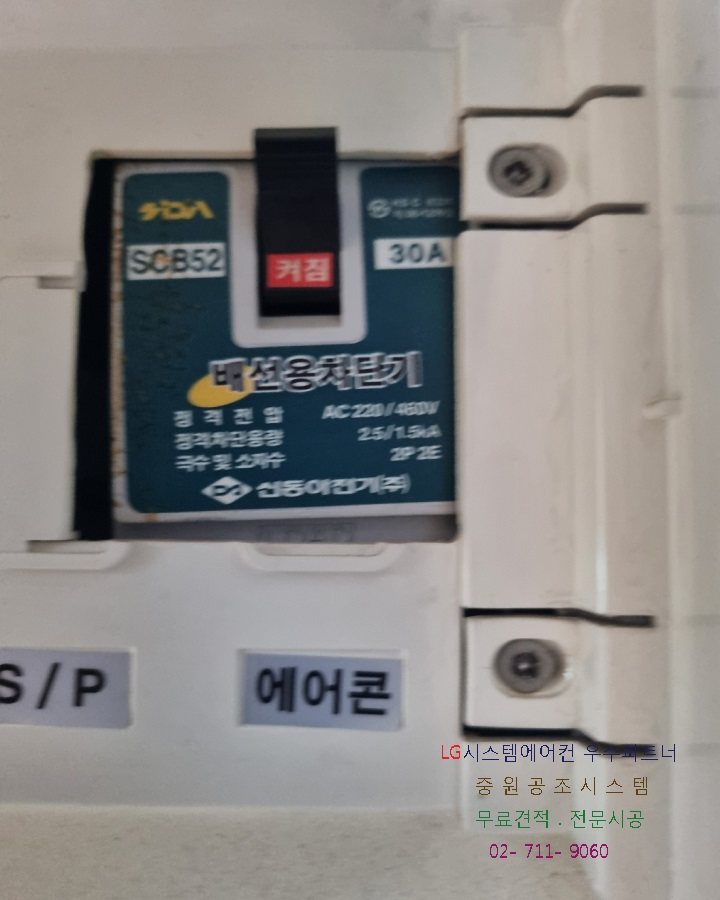 SDA
SCB52
켜짐
30A
배선용차단기
정격전압 AC 220/460V
정격차단용량 2.5/1.5kA
극수 및 소자수 2P 2E
신동아전기(주)
S/P
에어콘
LG시스템에어컨 우수파트너
중원공조시스템
무료견적 . 전문시공
02- 711- 9060